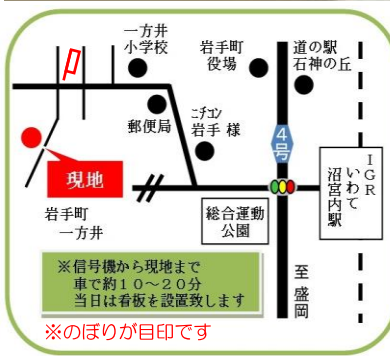 一方井
小学校
岩手町
役場
道の駅
石神の丘
郵便局
ニチコン
岩手 様
4号
現地
IGR
いわて
沼宮内駅
岩手町
一方井
総合運動
公園
※信号機から現地まで
車で約10～20分
当日は看板を設置致します
至 盛岡
※のぼりが目印です